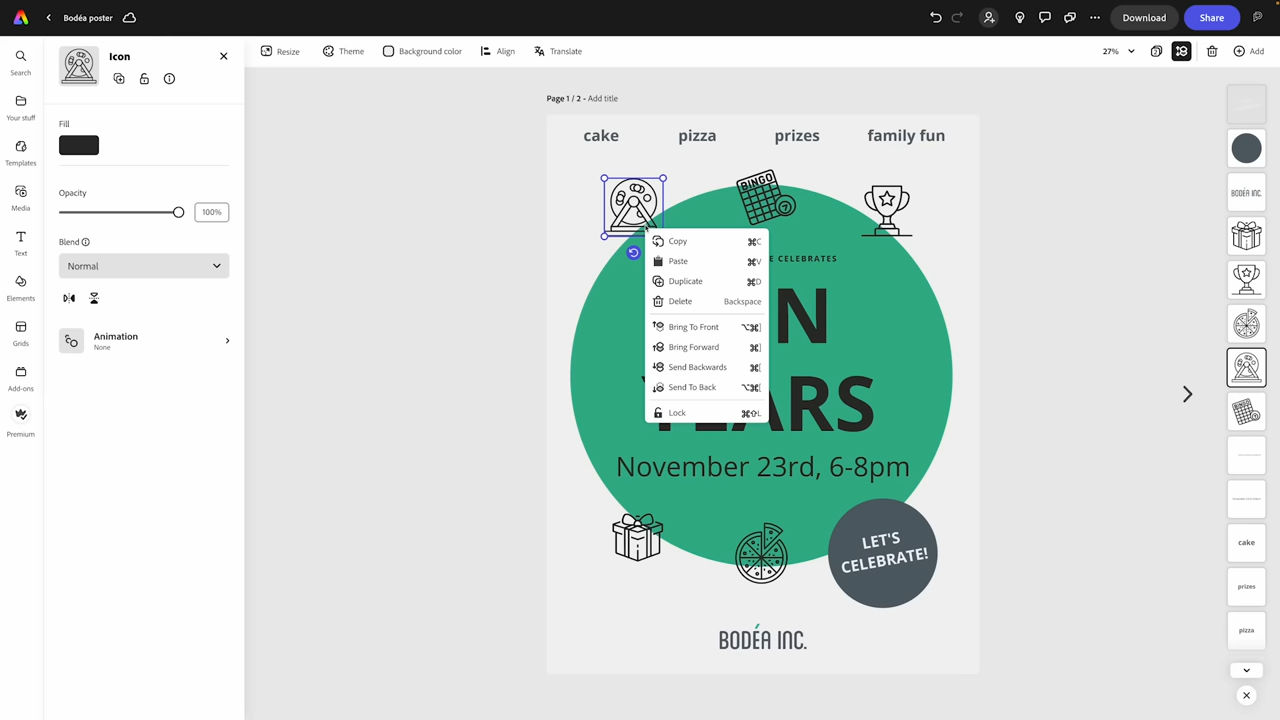 Bodéa poster
Download
Share
Search
Your stuff
Templates
Media
Text
Elements
Grids
Add-ons
Premium
Icon
Fill
Opacity
100%
Blend
Normal
Animation
None
Resize
Theme
Background color
Align
Translate
27%
2
Add
Page 1 / 2 - Add title
cake pizza prizes family fun
BINGO
7
E CELEBRATES
N
ARS
November 23rd, 6-8pm
LET'S
CELEBRATE!
BODÉA INC.
Copy ⌘C
Paste ⌘V
Duplicate ⌘D
Delete Backspace
Bring To Front ⌥⌘]
Bring Forward ⌘]
Send Backwards ⌘[
Send To Back ⌥⌘[
Lock ⌘⇧L
BODÉA INC.
cake
prizes
pizza